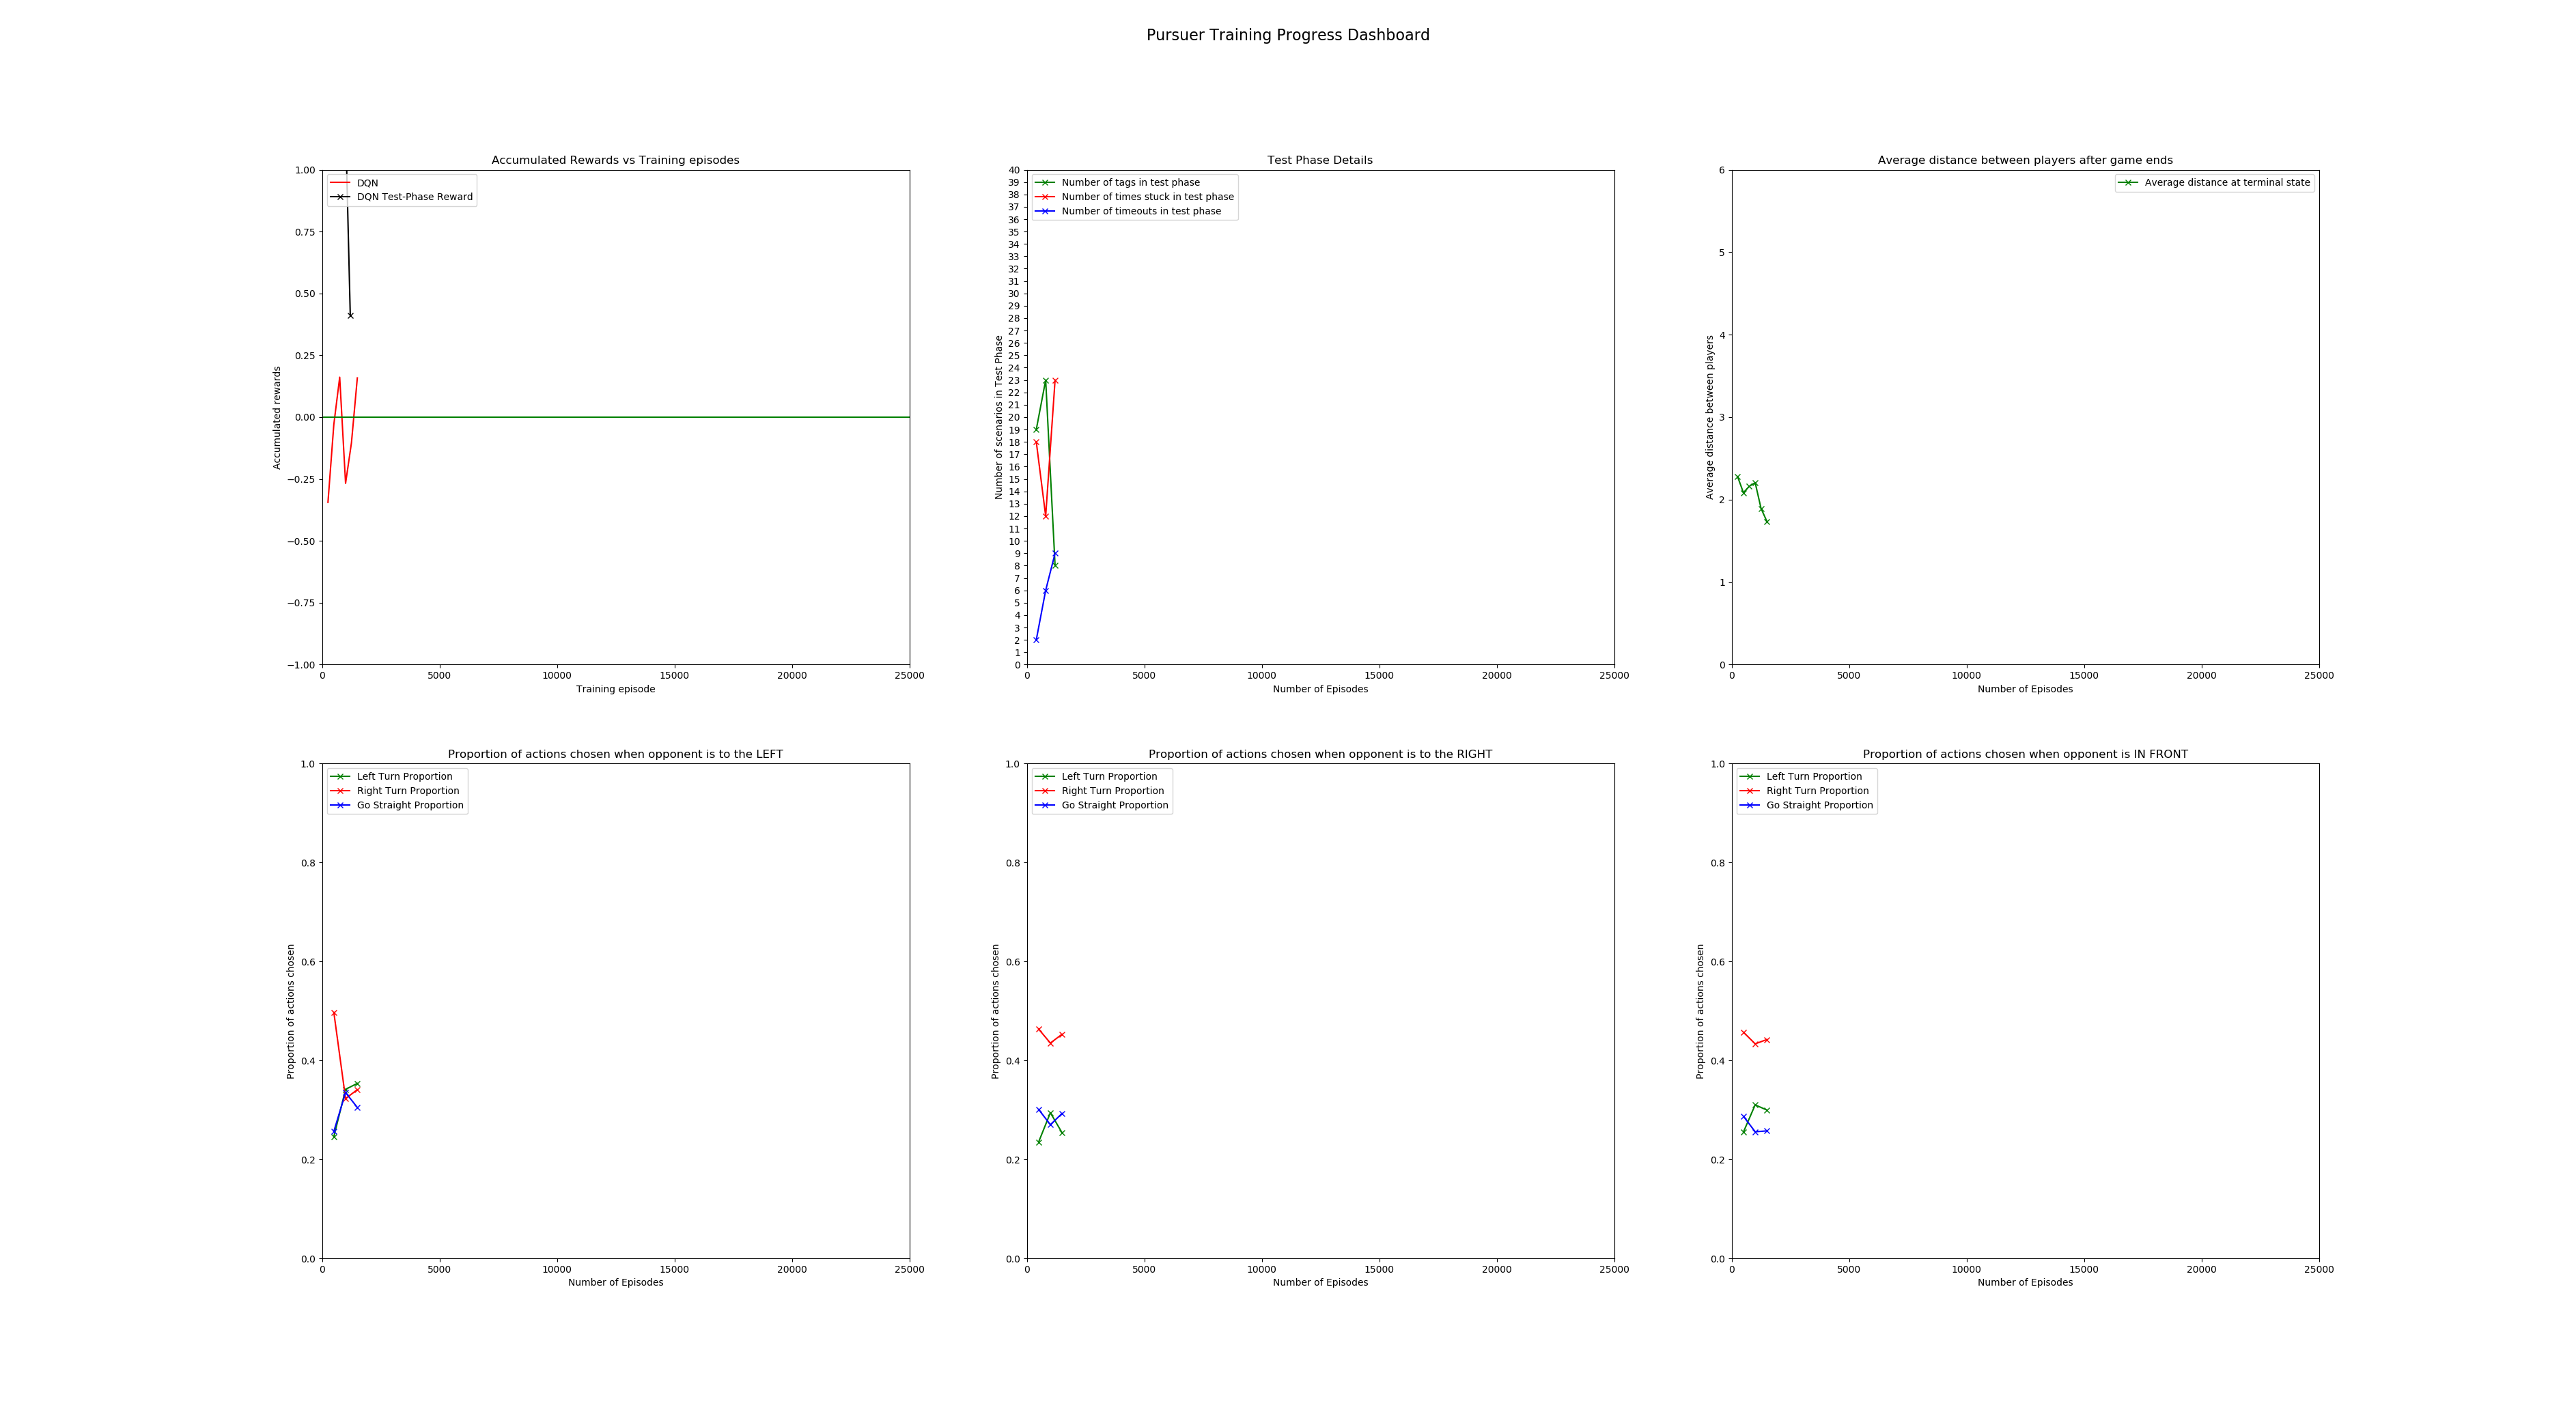 Pursuer Training Progress Dashboard
Accumulated Rewards vs Training episodes
DQN
DQN Test-Phase Reward
1.00
0.75
0.50
0.25
0.00
−0.25
−0.50
−0.75
−1.00
Accumulated rewards
0 5000 10000 15000 20000 25000
Training episode
Test Phase Details
Number of tags in test phase
Number of times stuck in test phase
Number of timeouts in test phase
40
39
38
37
36
35
34
33
32
31
30
29
28
27
26
25
24
23
22
21
20
19
18
17
16
15
14
13
12
11
10
9
8
7
6
5
4
3
2
1
0
Number of scenarios in Test Phase
0 5000 10000 15000 20000 25000
Number of Episodes
Average distance between players after game ends
Average distance at terminal state
6
5
4
3
2
1
0
Average distance between players
0 5000 10000 15000 20000 25000
Number of Episodes
Proportion of actions chosen when opponent is to the LEFT
Left Turn Proportion
Right Turn Proportion
Go Straight Proportion
1.0
0.8
0.6
0.4
0.2
0.0
Proportion of actions chosen
0 5000 10000 15000 20000 25000
Number of Episodes
Proportion of actions chosen when opponent is to the RIGHT
Left Turn Proportion
Right Turn Proportion
Go Straight Proportion
1.0
0.8
0.6
0.4
0.2
0.0
Proportion of actions chosen
0 5000 10000 15000 20000 25000
Number of Episodes
Proportion of actions chosen when opponent is IN FRONT
Left Turn Proportion
Right Turn Proportion
Go Straight Proportion
1.0
0.8
0.6
0.4
0.2
0.0
Proportion of actions chosen
0 5000 10000 15000 20000 25000
Number of Episodes